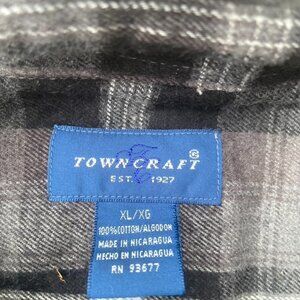 TOWNCRAFT®
EST. 1927
XL/XG
100%COTTON/ALGODON
MADE IN NICARAGUA
HECHO EN NICARAGUA
RN 93677